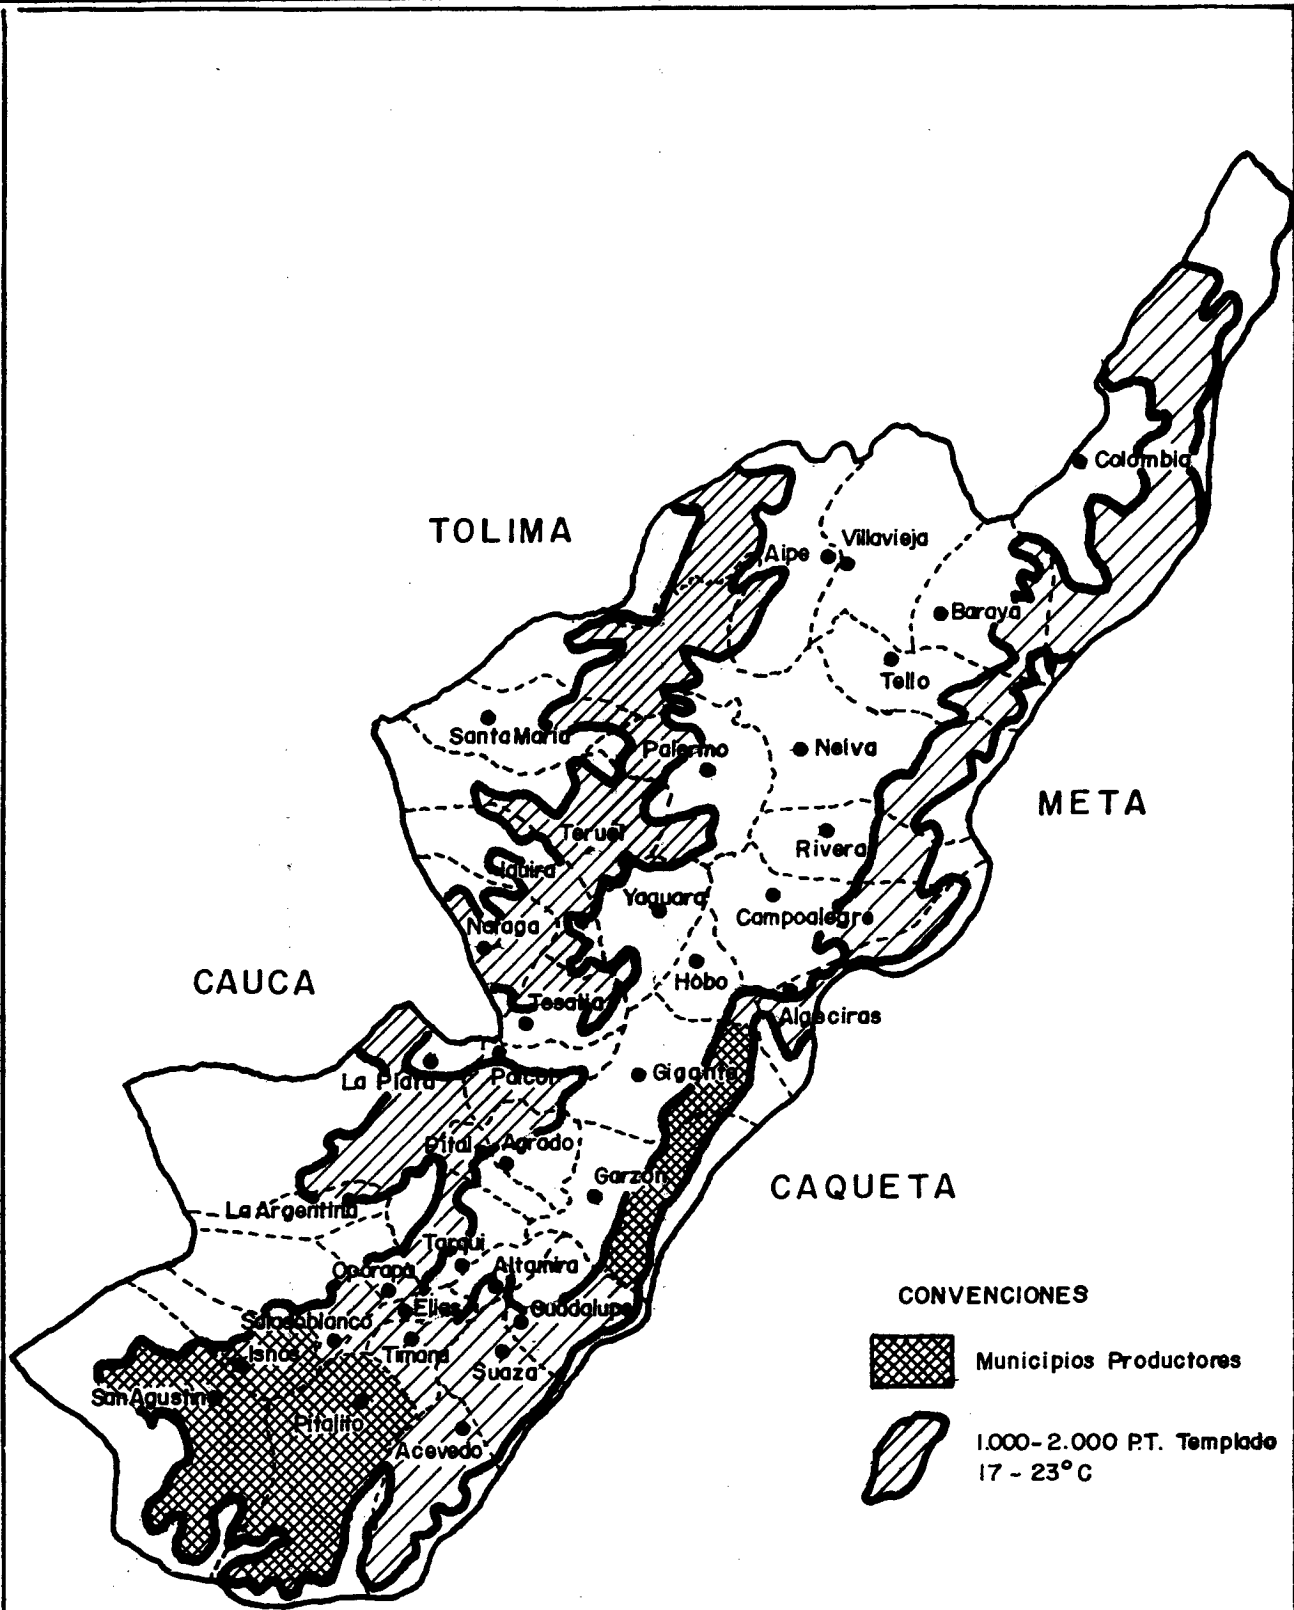 Colombia
TOLIMA
Villavieja
Aipe
Baraya
Tello
Santa Maria
Palermo
Neiva
META
Teruel
Rivera
Iquira
Yaguara
Campoalegre
Nataga
CAUCA
Hobo
Tesalia
Algeciras
La Plata
Paicol
Gigante
Pital
Agrado
Garzon
CAQUETA
La Argentina
Tarqui
Oporapa
Altamira
Elias
Guadalupe
CONVENCIONES
Saladoblanco
Isnos
Timana
Suaza
Municipios Productores
San Agustin
Pitalito
Acevedo
1.000-2.000 P.T. Templado
17 - 23°C